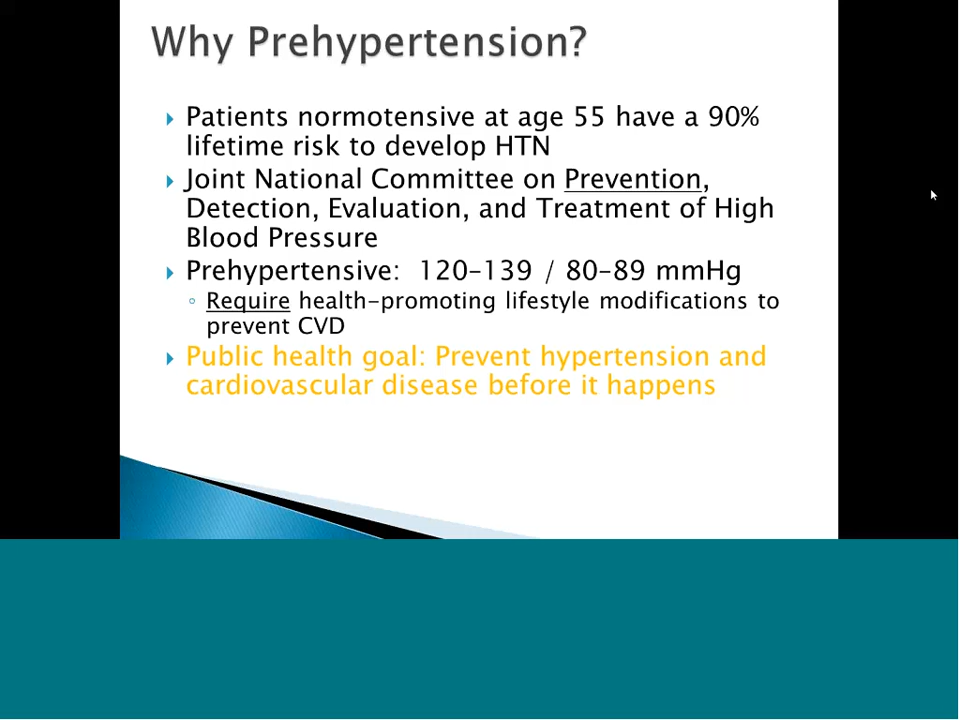 Why Prehypertension?
Patients normotensive at age 55 have a 90%
lifetime risk to develop HTN
Joint National Committee on Prevention,
Detection, Evaluation, and Treatment of High
Blood Pressure
Prehypertensive: 120–139 / 80–89 mmHg
Require health-promoting lifestyle modifications to
prevent CVD
Public health goal: Prevent hypertension and
cardiovascular disease before it happens